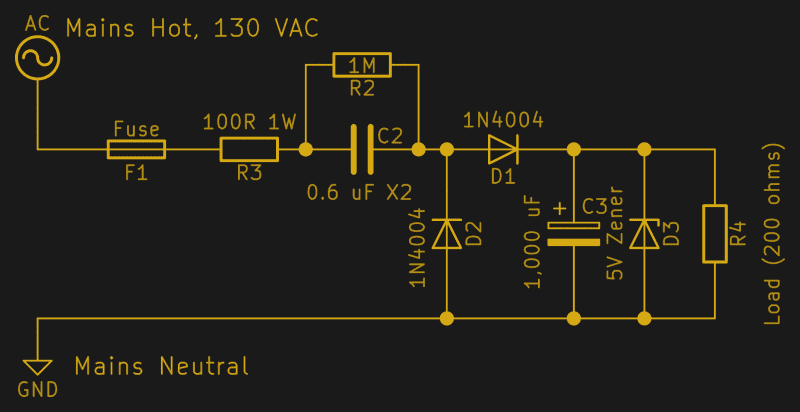 AC
Mains Hot, 130 VAC
1M
R2
Fuse
F1
100R 1W
R3
C2
0.6 uF X2
1N4004
D1
1N4004
D2
+
C3
1,000 uF
5V Zener
D3
R4
Load (200 ohms)
Mains Neutral
GND